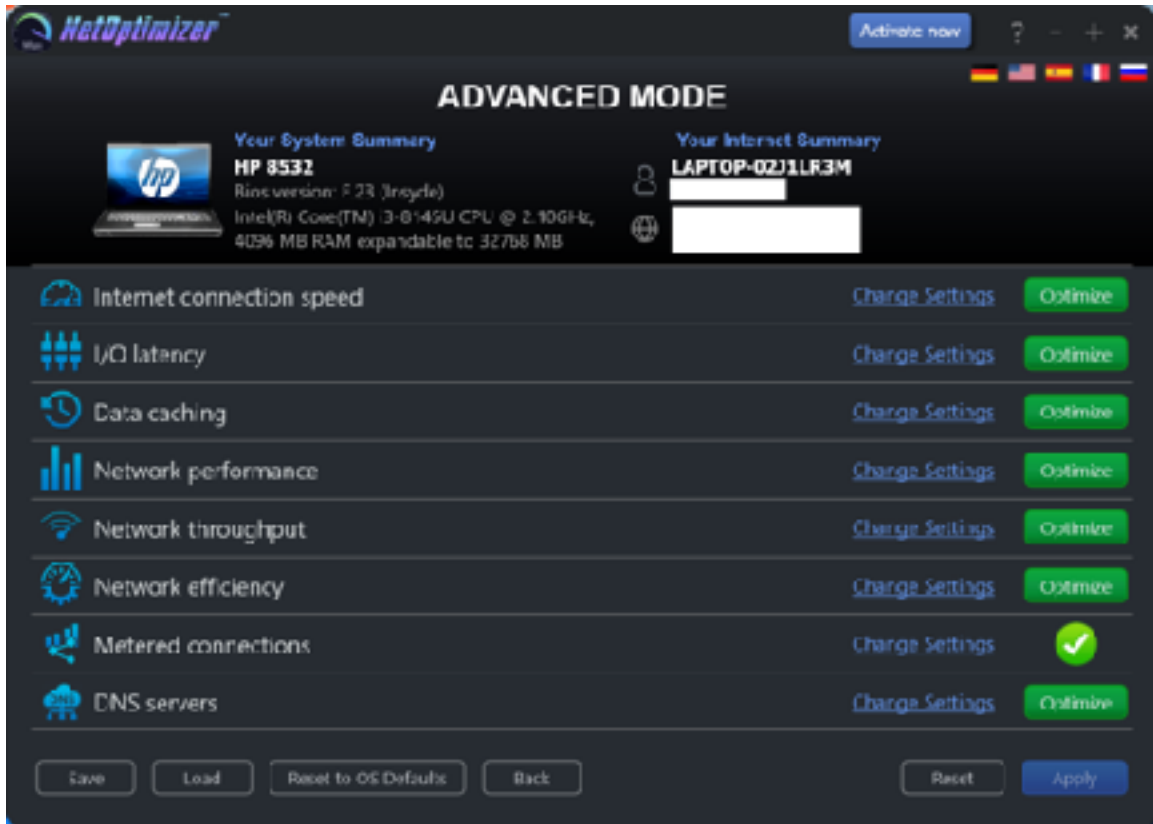 NetOptimizer™
Activate now
? - + ×
ADVANCED MODE
Your System Summary
HP 8532
Bios version: F.23 (Insyde)
Intel(R) Core(TM) i3-8145U CPU @ 2.10GHz,
4096 MB RAM expandable to 32768 MB
hp
Your Internet Summary
LAPTOP-02J1LR3M
Internet connection speed Change Settings Optimize
I/O latency Change Settings Optimize
Data caching Change Settings Optimize
Network performance Change Settings Optimize
Network throughput Change Settings Optimize
Network efficiency Change Settings Optimize
Metered connections Change Settings
DNS servers Change Settings Optimize
Save Load Reset to OS Defaults Back Reset Apply